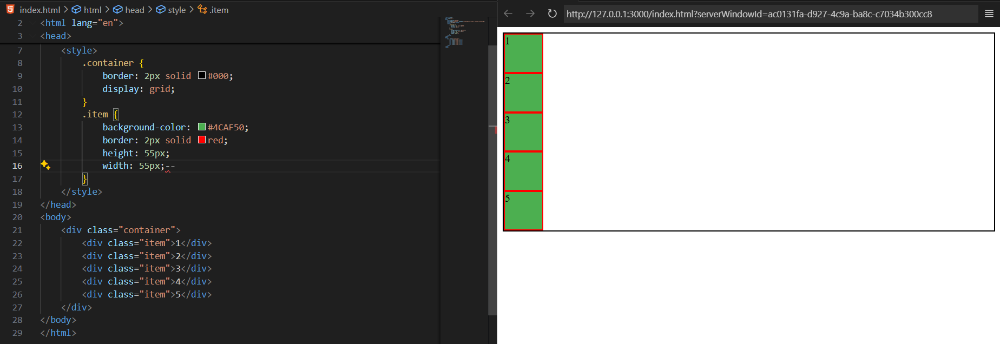 index.html > html > head > style > .item
2 <html lang="en">
3 <head>
7 <style>
8 .container {
9 border: 2px solid #000;
10 display: grid;
11 }
12 .item {
13 background-color: #4CAF50;
14 border: 2px solid red;
15 height: 55px;
16 width: 55px;--
17 }
18 </style>
19 </head>
20 <body>
21 <div class="container">
22 <div class="item">1</div>
23 <div class="item">2</div>
24 <div class="item">3</div>
25 <div class="item">4</div>
26 <div class="item">5</div>
27 </div>
28 </body>
29 </html>
http://127.0.0.1:3000/index.html?serverWindowId=ac0131fa-d927-4c9a-ba8c-c7034b300cc8
1
2
3
4
5